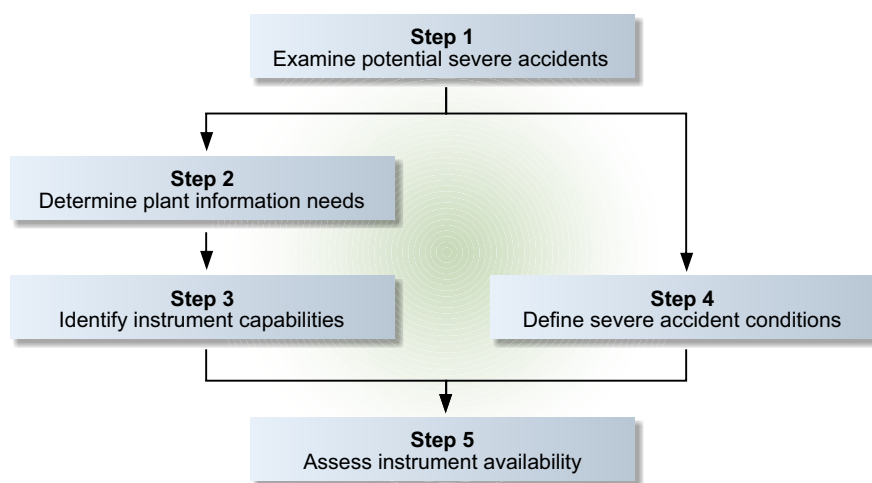 Step 1
Examine potential severe accidents
Step 2
Determine plant information needs
Step 3
Identify instrument capabilities
Step 4
Define severe accident conditions
Step 5
Assess instrument availability